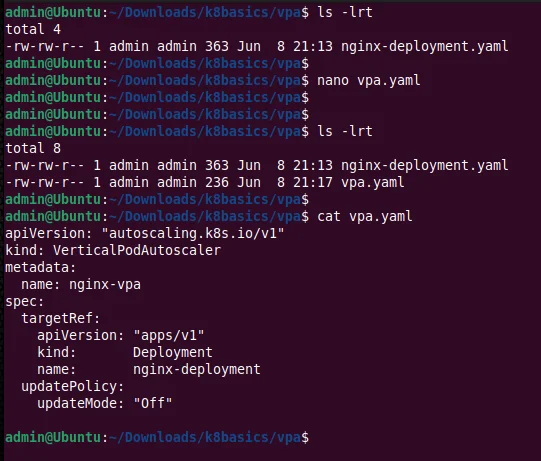 admin@Ubuntu:~/Downloads/k8basics/vpa$ ls -lrt
total 4
-rw-rw-r-- 1 admin admin 363 Jun  8 21:13 nginx-deployment.yaml
admin@Ubuntu:~/Downloads/k8basics/vpa$
admin@Ubuntu:~/Downloads/k8basics/vpa$ nano vpa.yaml
admin@Ubuntu:~/Downloads/k8basics/vpa$
admin@Ubuntu:~/Downloads/k8basics/vpa$
admin@Ubuntu:~/Downloads/k8basics/vpa$ ls -lrt
total 8
-rw-rw-r-- 1 admin admin 363 Jun  8 21:13 nginx-deployment.yaml
-rw-rw-r-- 1 admin admin 236 Jun  8 21:17 vpa.yaml
admin@Ubuntu:~/Downloads/k8basics/vpa$
admin@Ubuntu:~/Downloads/k8basics/vpa$ cat vpa.yaml
apiVersion: "autoscaling.k8s.io/v1"
kind: VerticalPodAutoscaler
metadata:
  name: nginx-vpa
spec:
  targetRef:
    apiVersion: "apps/v1"
    kind:       Deployment
    name:       nginx-deployment
  updatePolicy:
    updateMode: "Off"

admin@Ubuntu:~/Downloads/k8basics/vpa$